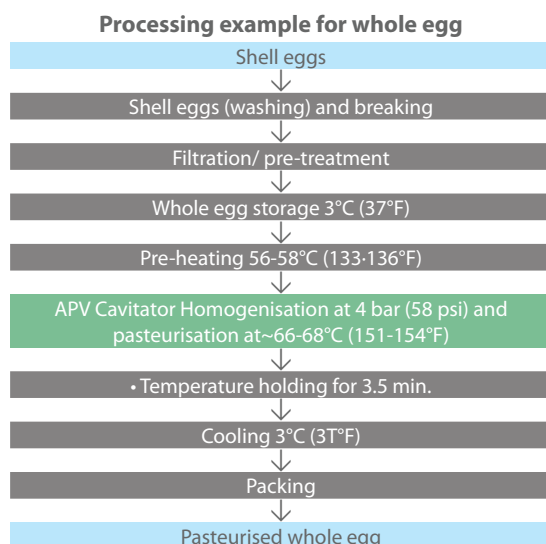 Processing example for whole egg
Shell eggs
Shell eggs (washing) and breaking
Filtration/ pre-treatment
Whole egg storage 3°C (37°F)
Pre-heating 56-58°C (133·136°F)
APV Cavitator Homogenisation at 4 bar (58 psi) and
pasteurisation at~66-68°C (151-154°F)
• Temperature holding for 3.5 min.
Cooling 3°C (3T°F)
Packing
Pasteurised whole egg